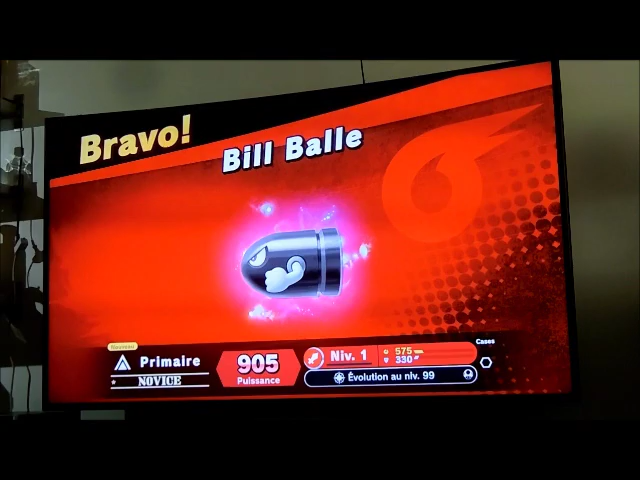 Bravo!
Bill Balle
Nouveau
Primaire
NOVICE
905
Puissance
Niv. 1
575
330
Cases
Évolution au niv. 99